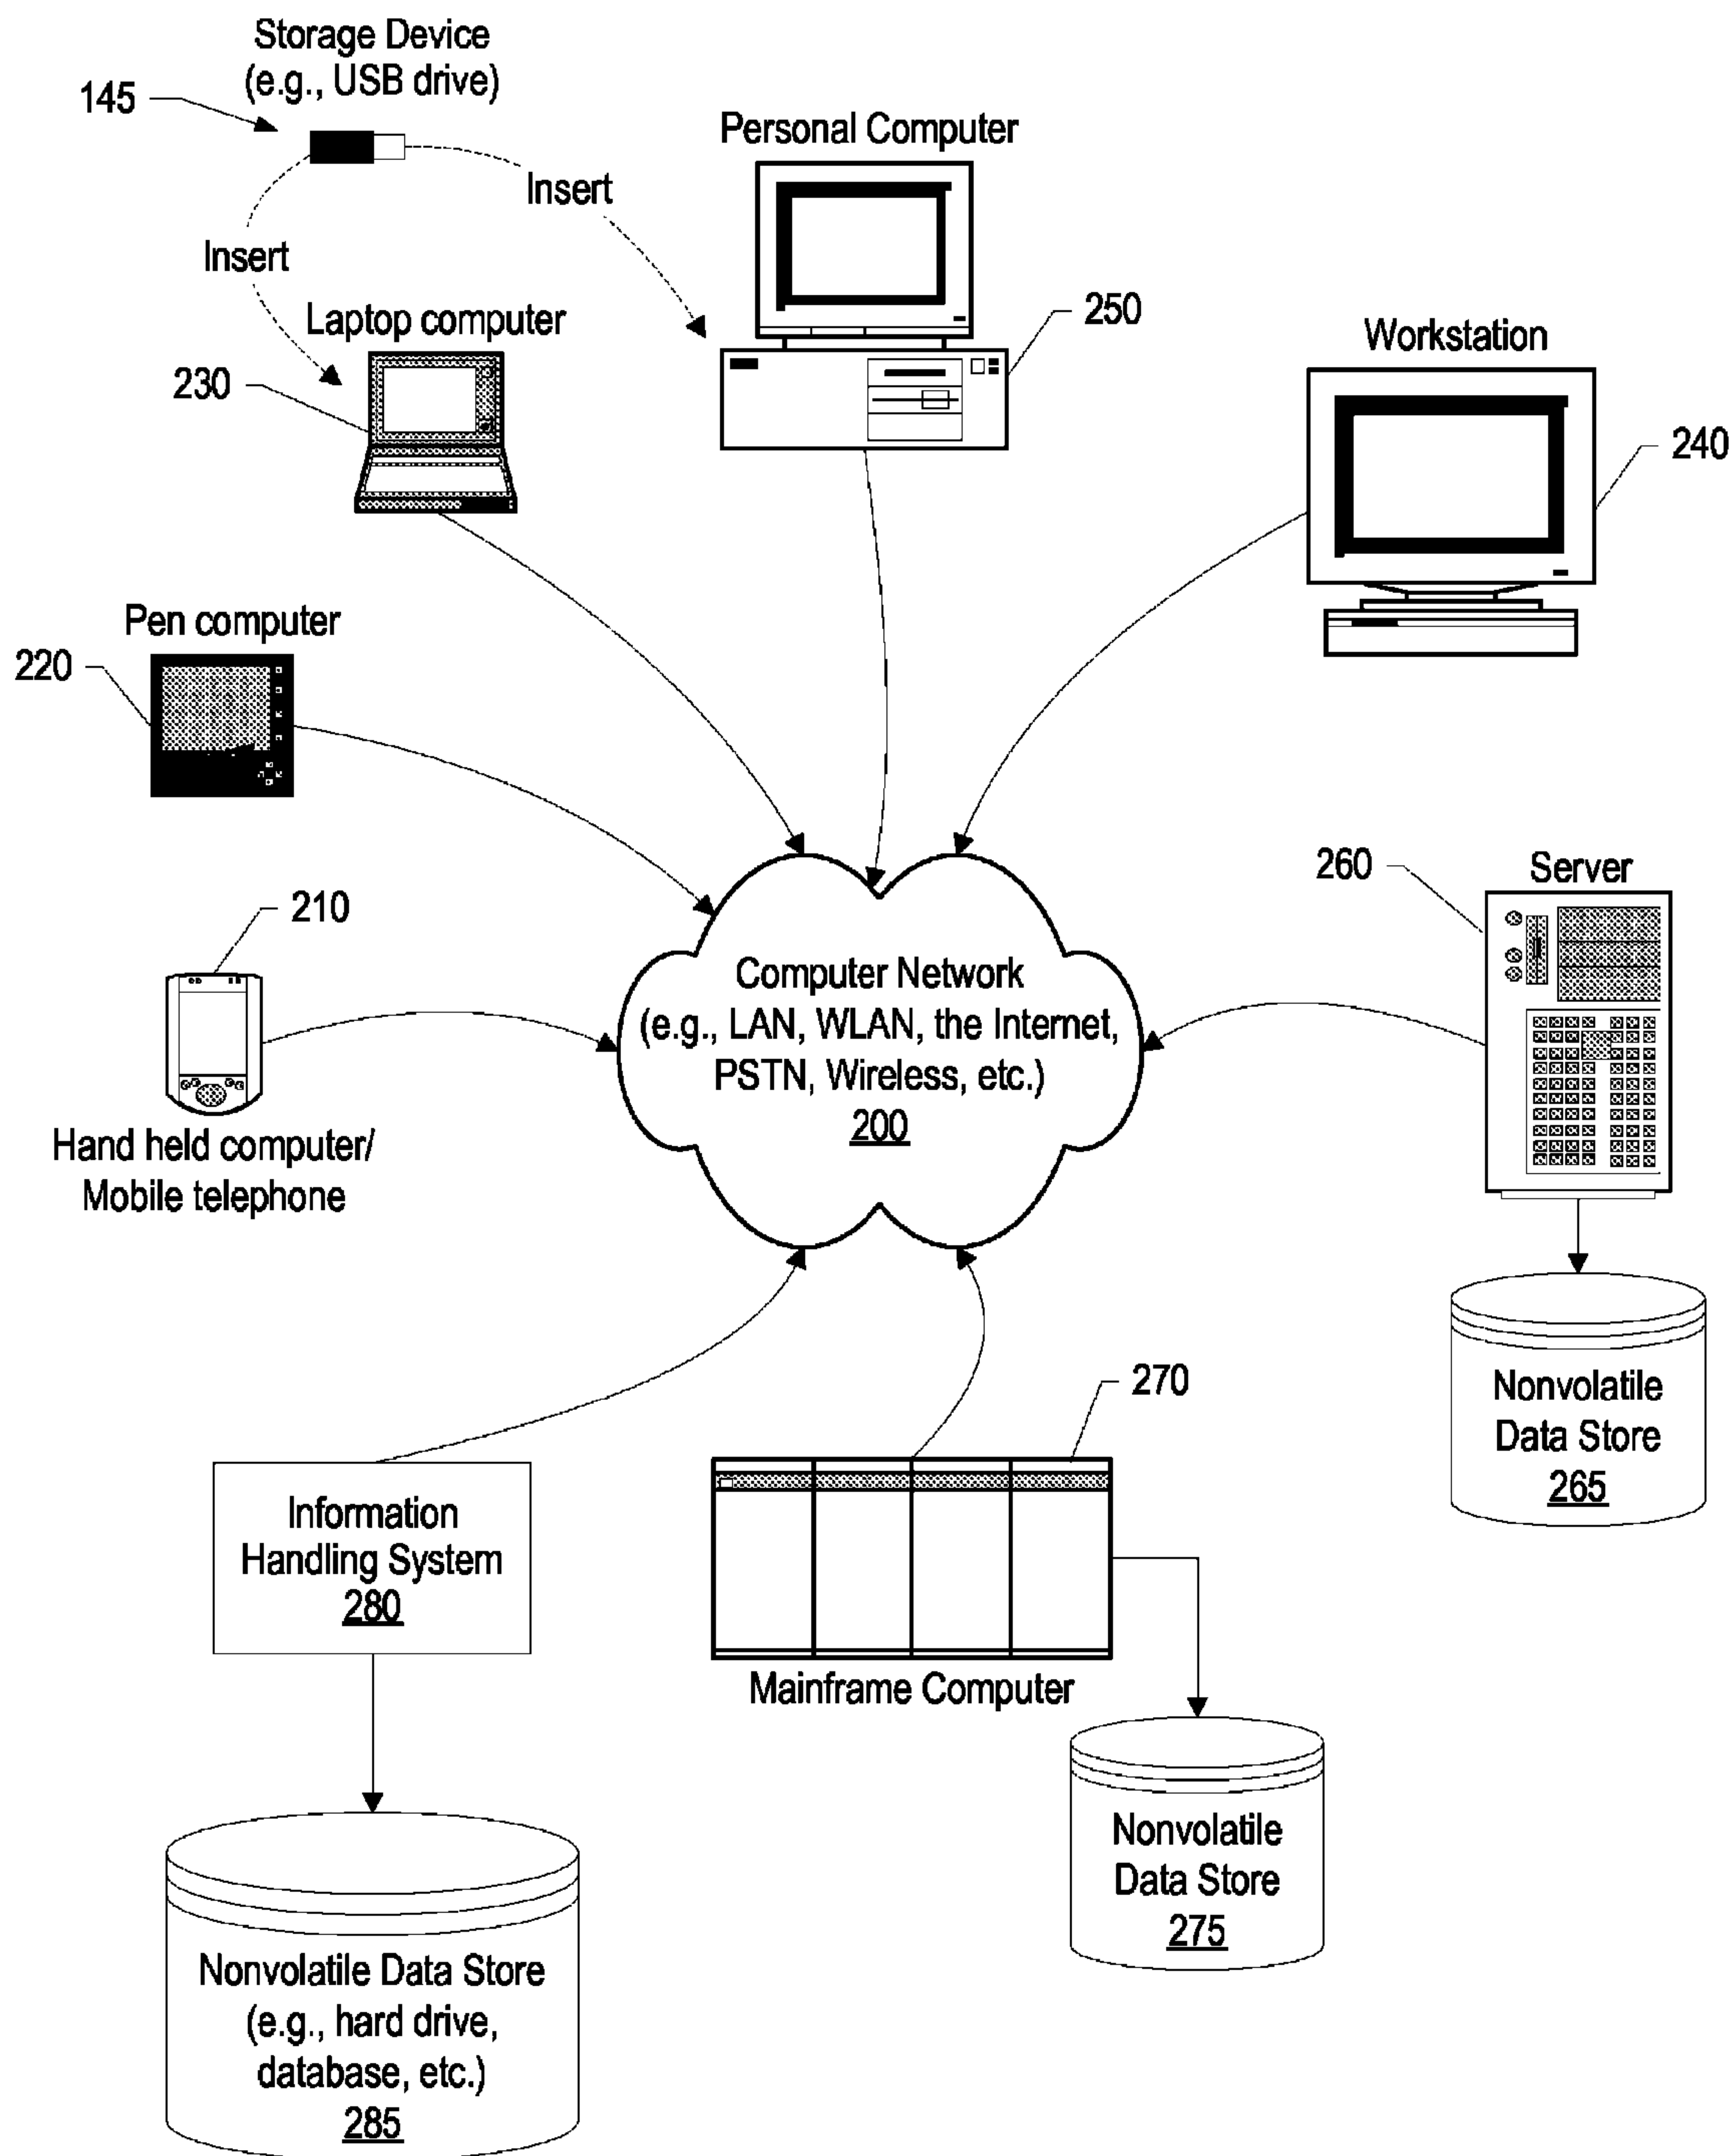 Storage Device
(e.g., USB drive)
145
Personal Computer
Insert
Insert
250
Laptop computer
Workstation
230
240
Pen computer
220
260
Server
210
Computer Network
(e.g., LAN, WLAN, the Internet,
PSTN, Wireless, etc.)
200
Hand held computer/
Mobile telephone
270
Nonvolatile
Data Store
265
Information
Handling System
280
Mainframe Computer
Nonvolatile
Data Store
275
Nonvolatile Data Store
(e.g., hard drive,
database, etc.)
285